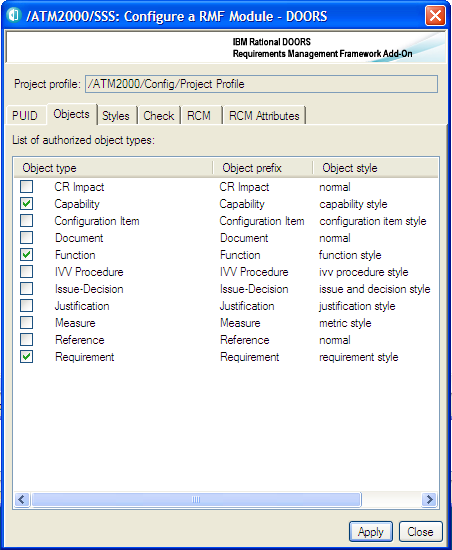 /ATM2000/SSS: Configure a RMF Module - DOORS
IBM Rational DOORS
Requirements Management Framework Add-On
Project profile: /ATM2000/Config/Project Profile
PUID Objects Styles Check RCM RCM Attributes
List of authorized object types:
Object type Object prefix Object style
CR Impact CR Impact normal
Capability Capability capability style
Configuration Item Configuration Item configuration item style
Document Document normal
Function Function function style
IVV Procedure IVV Procedure ivv procedure style
Issue-Decision Issue-Decision issue and decision style
Justification Justification justification style
Measure Measure metric style
Reference Reference normal
Requirement Requirement requirement style
Apply Close